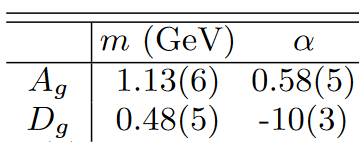 m (GeV) α
A_g 1.13(6) 0.58(5)
D_g 0.48(5) -10(3)